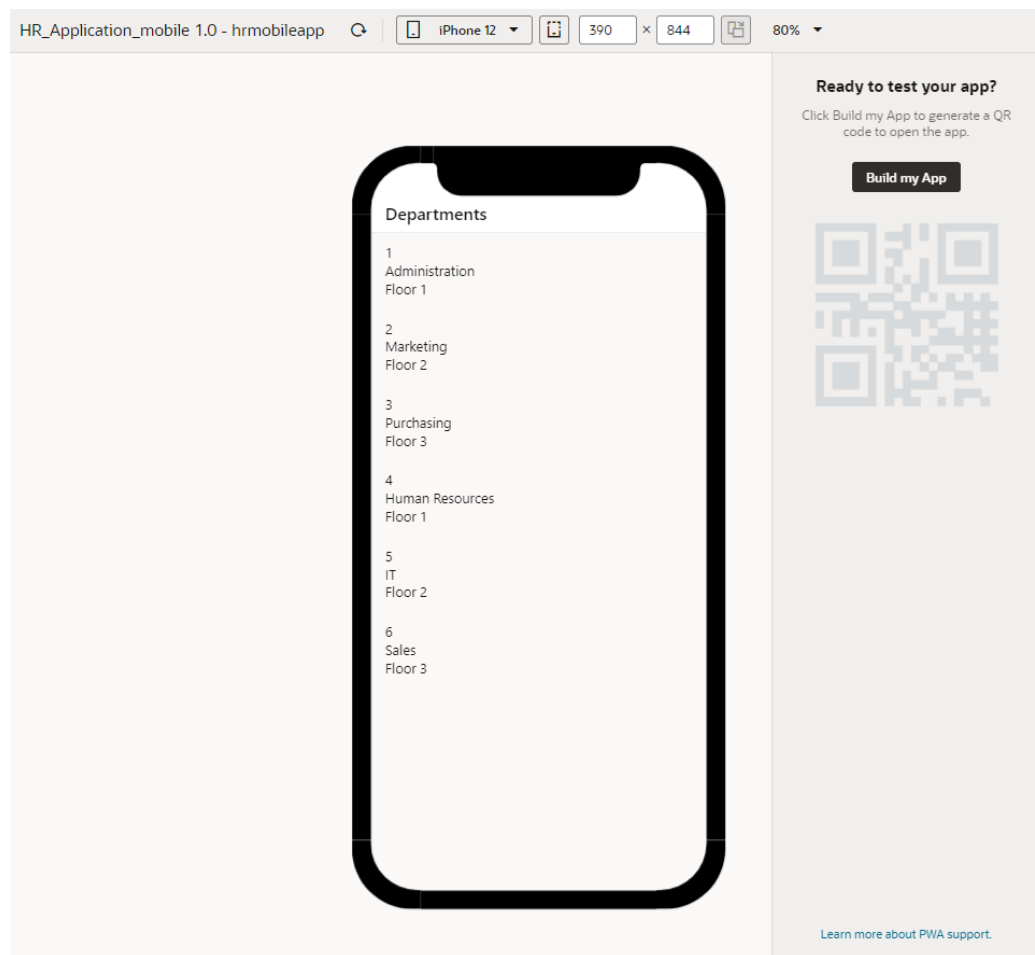 HR_Application_mobile 1.0 - hrmobileapp iPhone 12 390 × 844 80%
Ready to test your app?
Click Build my App to generate a QR
code to open the app.
Build my App
Departments
1
Administration
Floor 1
2
Marketing
Floor 2
3
Purchasing
Floor 3
4
Human Resources
Floor 1
5
IT
Floor 2
6
Sales
Floor 3
Learn more about PWA support.